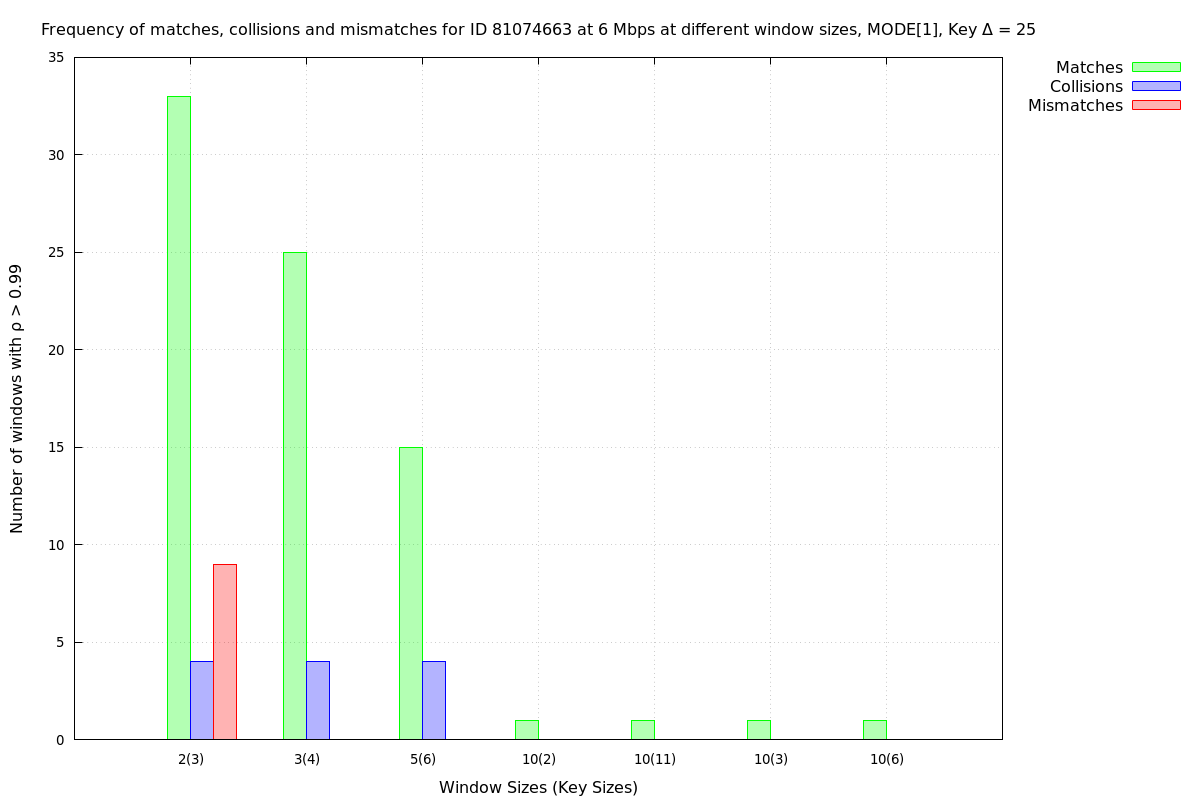 Frequency of matches, collisions and mismatches for ID 81074663 at 6 Mbps at different window sizes, MODE[1], Key Δ = 25
Matches
Collisions
Mismatches
Number of windows with ρ > 0.99
35
30
25
20
15
10
5
0
2(3) 3(4) 5(6) 10(2) 10(11) 10(3) 10(6)
Window Sizes (Key Sizes)